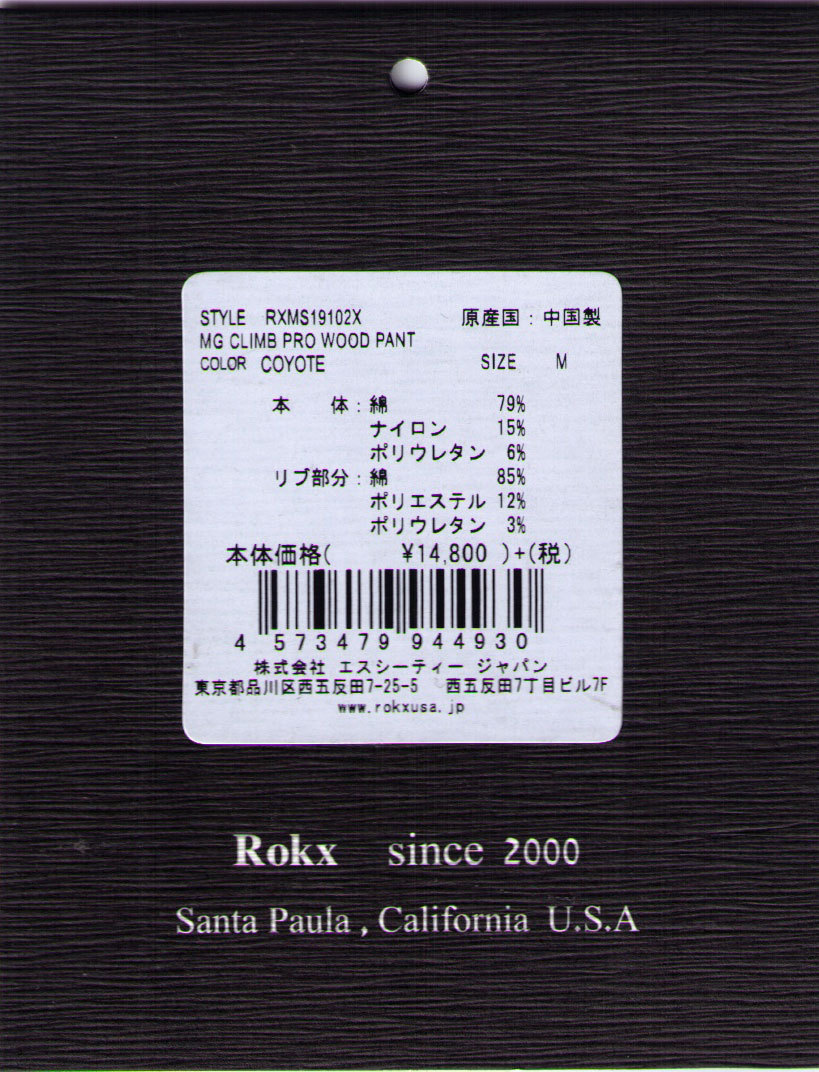 STYLE RXMS19102X 原産国：中国製
MG CLIMB PRO WOOD PANT
COLOR COYOTE SIZE M
本 体：綿 79%
ナイロン 15%
ポリウレタン 6%
リブ部分：綿 85%
ポリエステル 12%
ポリウレタン 3%
本体価格( ¥14,800 )+(税)
4 573479 944930
株式会社 エスシーティー ジャパン
東京都品川区西五反田7-25-5 西五反田7丁目ビル7F
www.rokxusa.jp
Rokx since 2000
Santa Paula , California U.S.A